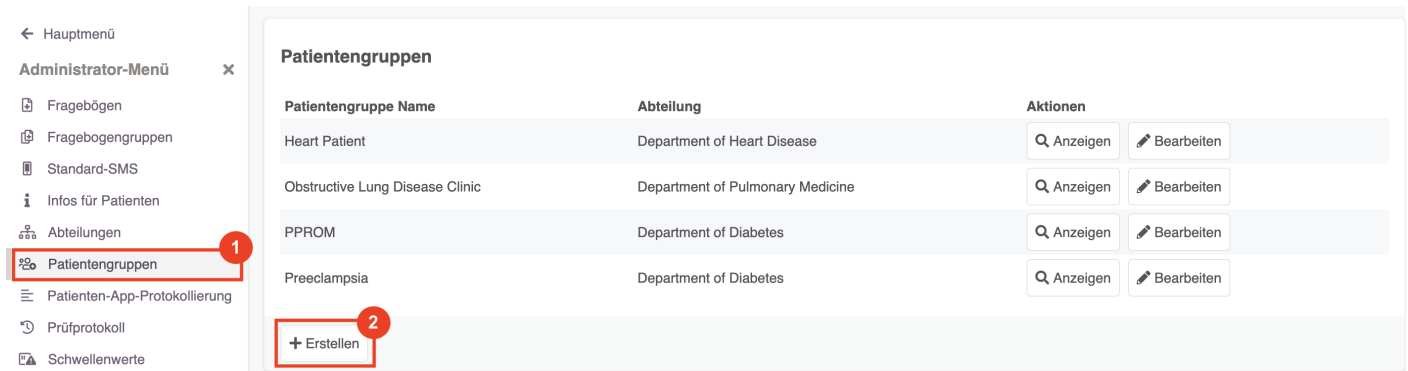 Hauptmenü
Administrator-Menü
Fragebögen
Fragebogengruppen
Standard-SMS
Infos für Patienten
Abteilungen
1
Patientengruppen
Patienten-App-Protokollierung
Prüfprotokoll
Schwellenwerte
Patientengruppen
Patientengruppe Name Abteilung Aktionen
Heart Patient Department of Heart Disease Anzeigen Bearbeiten
Obstructive Lung Disease Clinic Department of Pulmonary Medicine Anzeigen Bearbeiten
PPROM Department of Diabetes Anzeigen Bearbeiten
Preeclampsia Department of Diabetes Anzeigen Bearbeiten
2
Erstellen